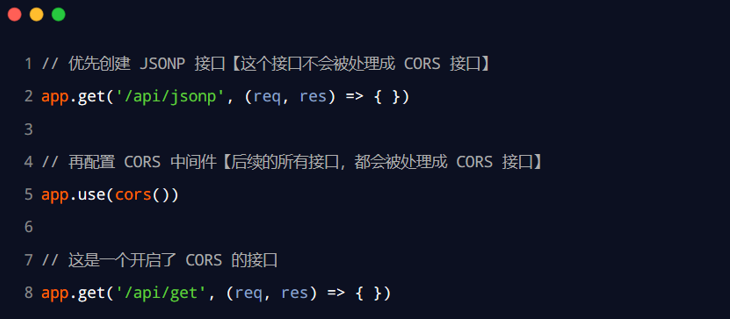 1 // 优先创建 JSONP 接口【这个接口不会被处理成 CORS 接口】
2 app.get('/api/jsonp', (req, res) => { })
3
4 // 再配置 CORS 中间件【后续的所有接口，都会被处理成 CORS 接口】
5 app.use(cors())
6
7 // 这是一个开启了 CORS 的接口
8 app.get('/api/get', (req, res) => { })